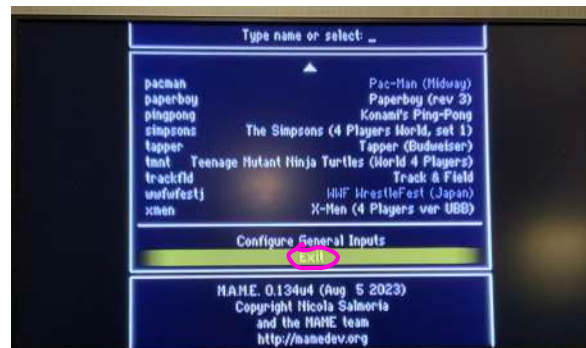 Type name or select: _
pacman Pac-Man (Midway)
paperboy Paperboy (rev 3)
pingpong Konami's Ping-Pong
simpsons The Simpsons (4 Players World, set 1)
tapper Tapper (Budweiser)
tmnt Teenage Mutant Ninja Turtles (World 4 Players)
trackfld Track & Field
wwfwfestj WWF WrestleFest (Japan)
xmen X-Men (4 Players ver UBB)
Configure General Inputs
Exit
M.A.M.E. 0.134u4 (Aug 5 2023)
Copyright Nicola Salmoria
and the MAME team
http://mamedev.org